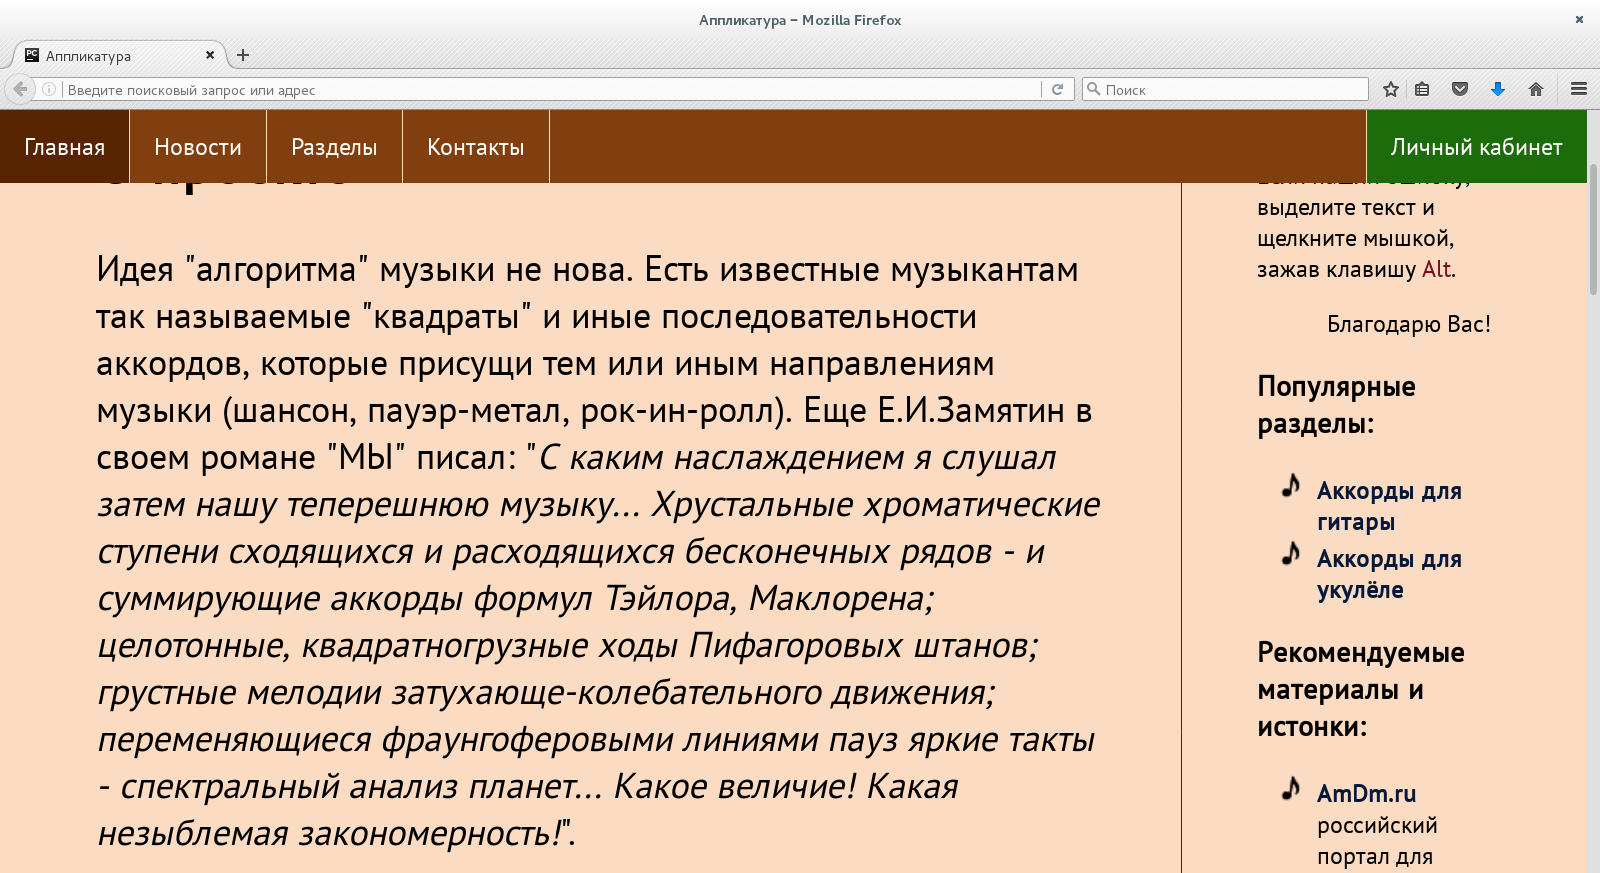 Аппликатура – Mozilla Firefox
Аппликатура
Введите поисковый запрос или адрес
Поиск
Главная
Новости
Разделы
Контакты
Личный кабинет
Идея "алгоритма" музыки не нова. Есть известные музыкантам
так называемые "квадраты" и иные последовательности
аккордов, которые присущи тем или иным направлениям
музыки (шансон, пауэр-метал, рок-ин-ролл). Еще Е.И.Замятин в
своем романе "МЫ" писал: "С каким наслаждением я слушал
затем нашу теперешнюю музыку... Хрустальные хроматические
ступени сходящихся и расходящихся бесконечных рядов - и
суммирующие аккорды формул Тэйлора, Маклорена;
целотонные, квадратногрузные ходы Пифагоровых штанов;
грустные мелодии затухающе-колебательного движения;
переменяющиеся фраунгоферовыми линиями пауз яркие такты
- спектральный анализ планет... Какое величие! Какая
незыблемая закономерность!".
выделите текст и
щелкните мышкой,
зажав клавишу Alt.
Благодарю Вас!
Популярные
разделы:
Аккорды для
гитары
Аккорды для
укулёле
Рекомендуемые
материалы и
истонки:
AmDm.ru
российский
портал для